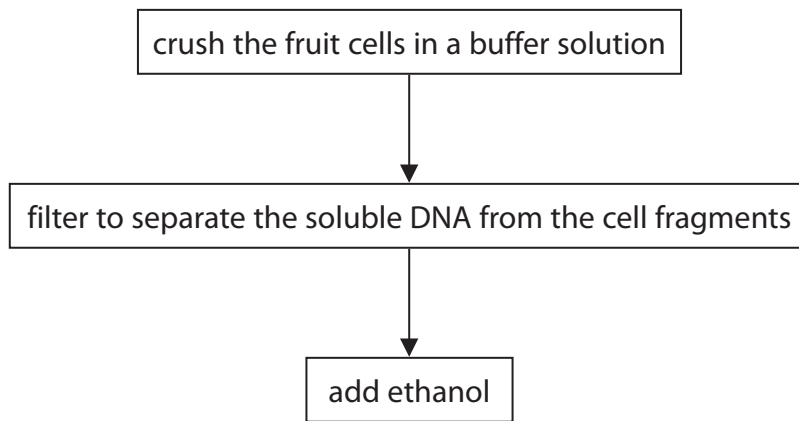 crush the fruit cells in a buffer solution
filter to separate the soluble DNA from the cell fragments
add ethanol